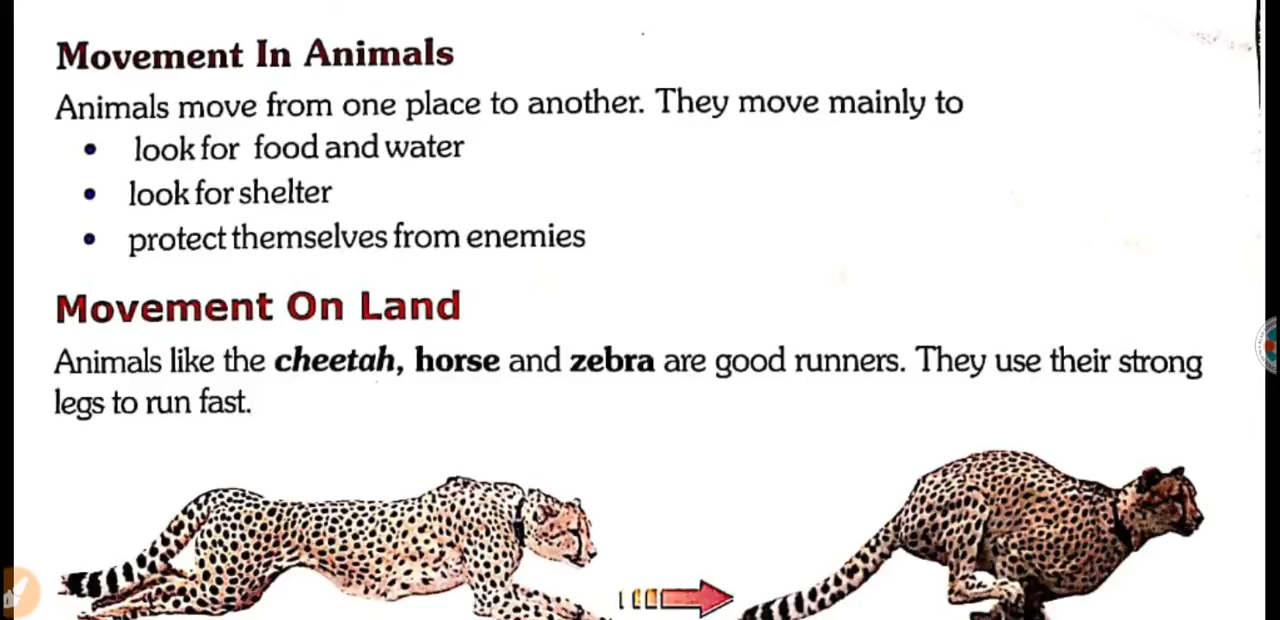 Movement In Animals
Animals move from one place to another. They move mainly to
• look for food and water
• look for shelter
• protect themselves from enemies
Movement On Land
Animals like the cheetah, horse and zebra are good runners. They use their strong
legs to run fast.